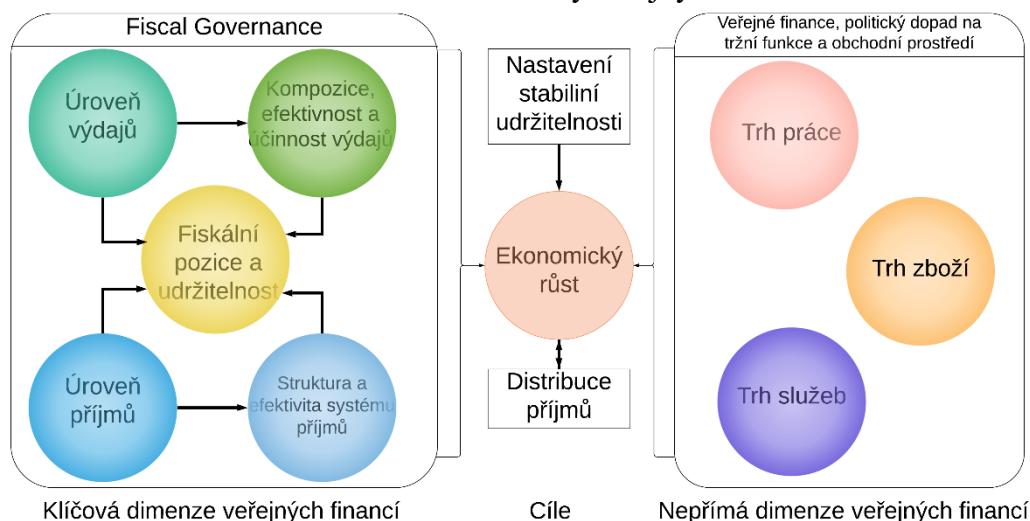 Fiscal Governance
Úroveň
výdajů
Kompozice,
efektivnost a
účinnost výdajů
Fiskální
pozice a
udržitelnost
Úroveň
příjmů
Struktura a
efektivita systému
příjmů
Klíčová dimenze veřejných financí
Nastavení
stabiliní
udržitelnosti
Ekonomický
růst
Distribuce
příjmů
Cíle
Veřejné finance, politický dopad na
tržní funkce a obchodní prostředí
Trh práce
Trh zboží
Trh služeb
Nepřímá dimenze veřejných financí